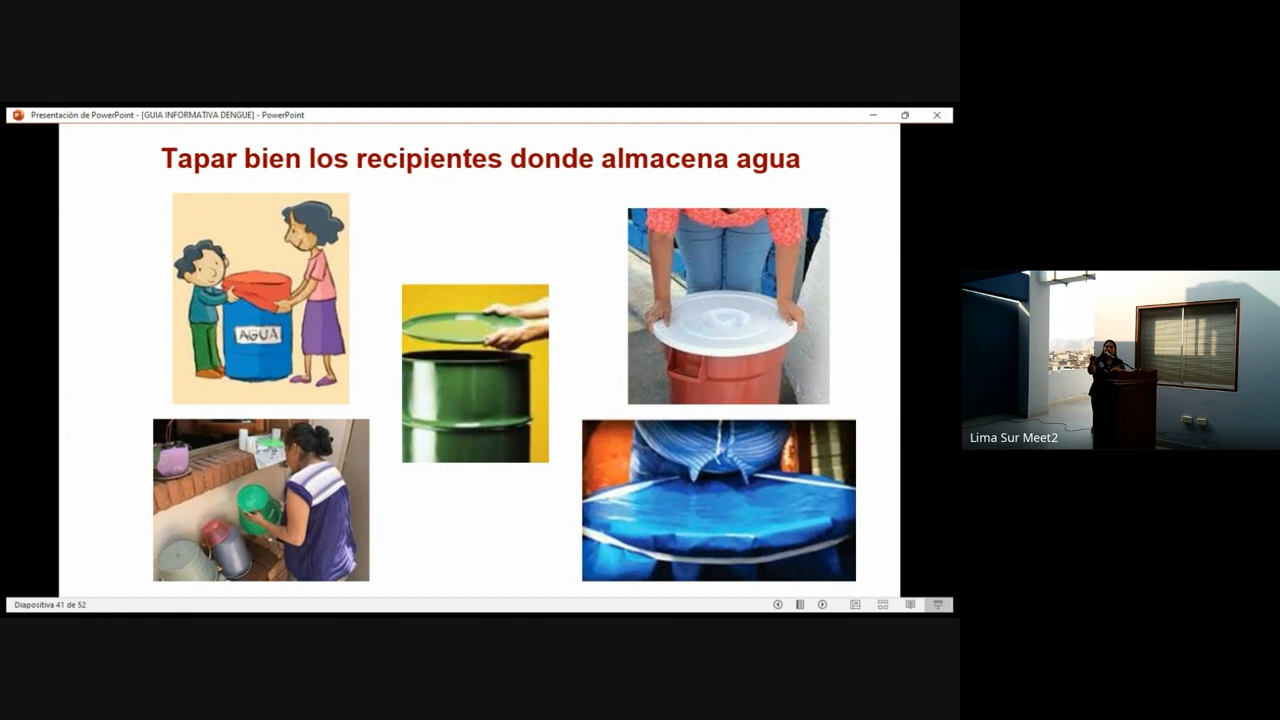 Presentación de PowerPoint - [GUIA INFORMATIVA DENGUE] - PowerPoint
Tapar bien los recipientes donde almacena agua
AGUA
Lima Sur Meet2
Diapositiva 41 de 52